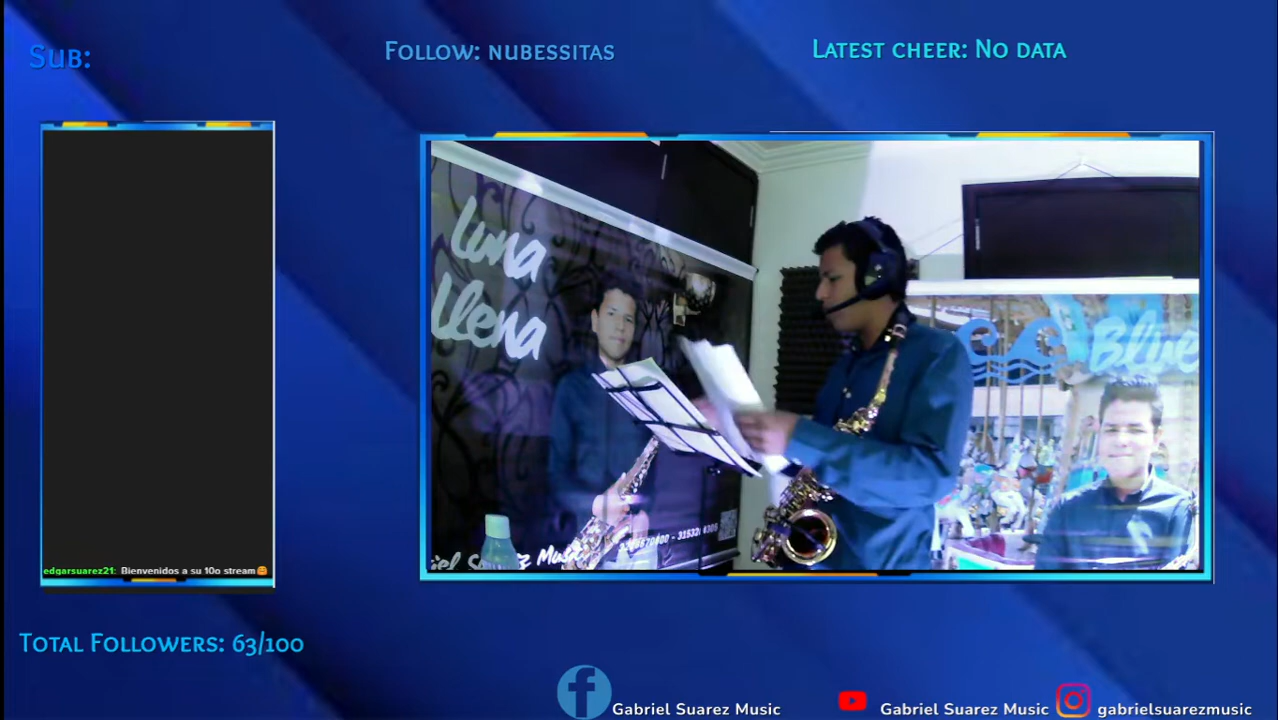 Sub:
Follow: nubessitas
Latest cheer: No data
Luna
Llena
Blue
edgarsuarez21: Bienvenidos a su 10o stream
Total Followers: 63/100
Gabriel Suarez Music
Gabriel Suarez Music
gabrielsuarezmusic